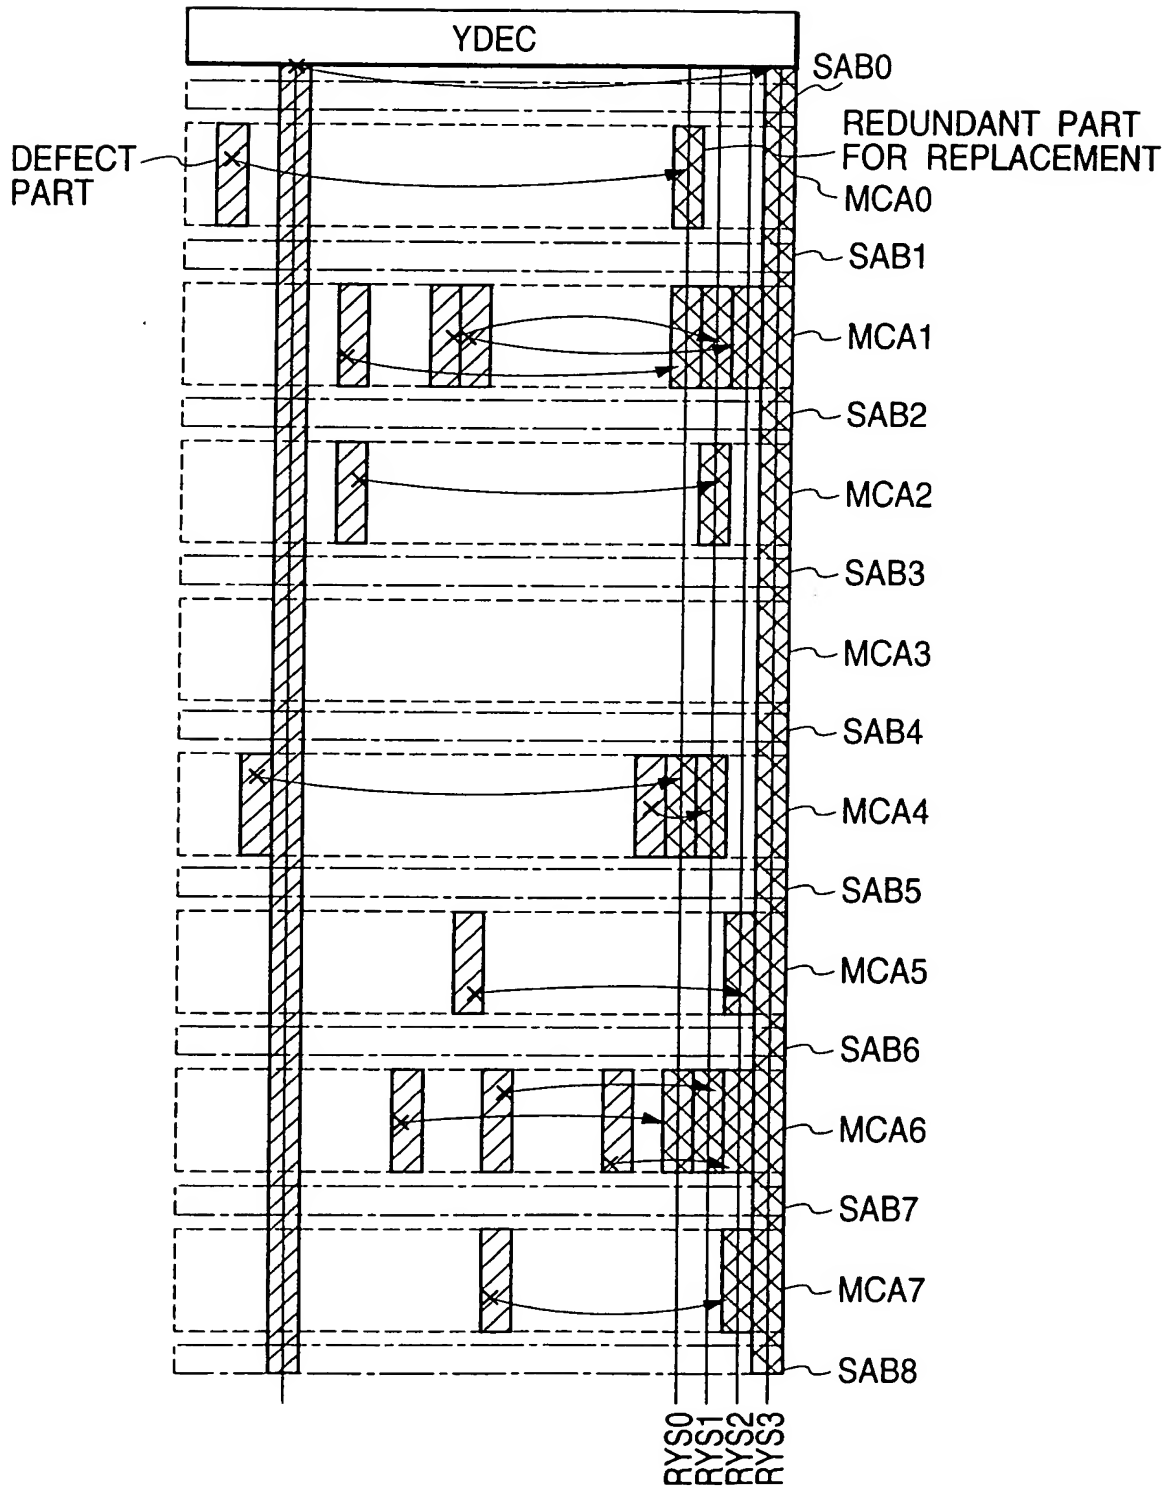 YDEC
SAB0
REDUNDANT PART
FOR REPLACEMENT
DEFECT
PART
MCA0
SAB1
MCA1
SAB2
MCA2
SAB3
MCA3
SAB4
MCA4
SAB5
MCA5
SAB6
MCA6
SAB7
MCA7
SAB8
RYS0
RYS1
RYS2
RYS3